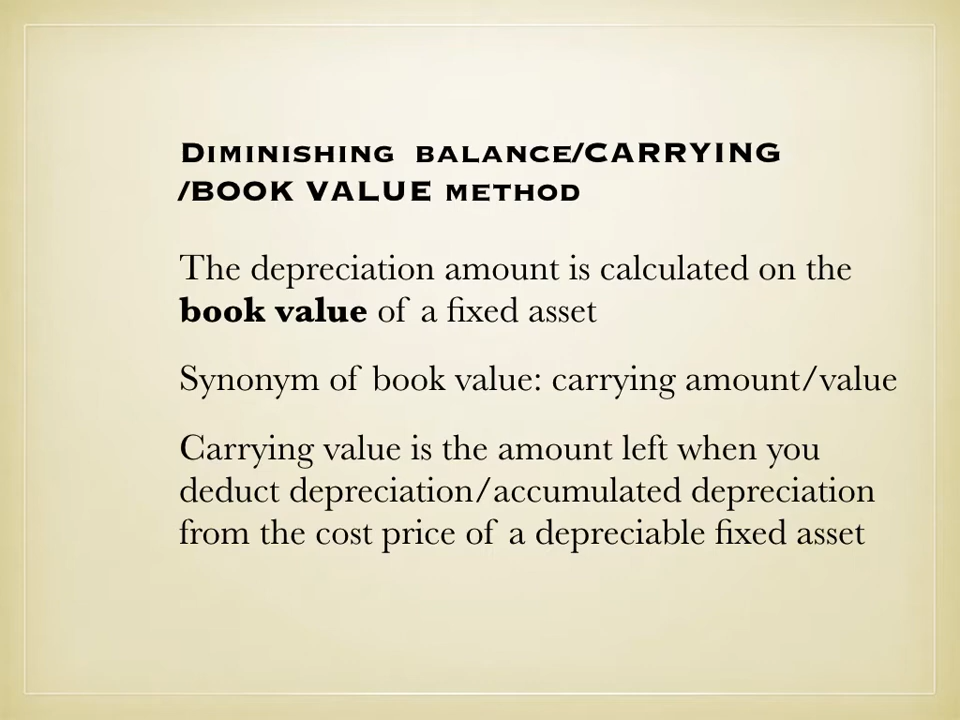 Diminishing balance/CARRYING
/BOOK VALUE method
The depreciation amount is calculated on the
book value of a fixed asset
Synonym of book value: carrying amount/value
Carrying value is the amount left when you
deduct depreciation/accumulated depreciation
from the cost price of a depreciable fixed asset